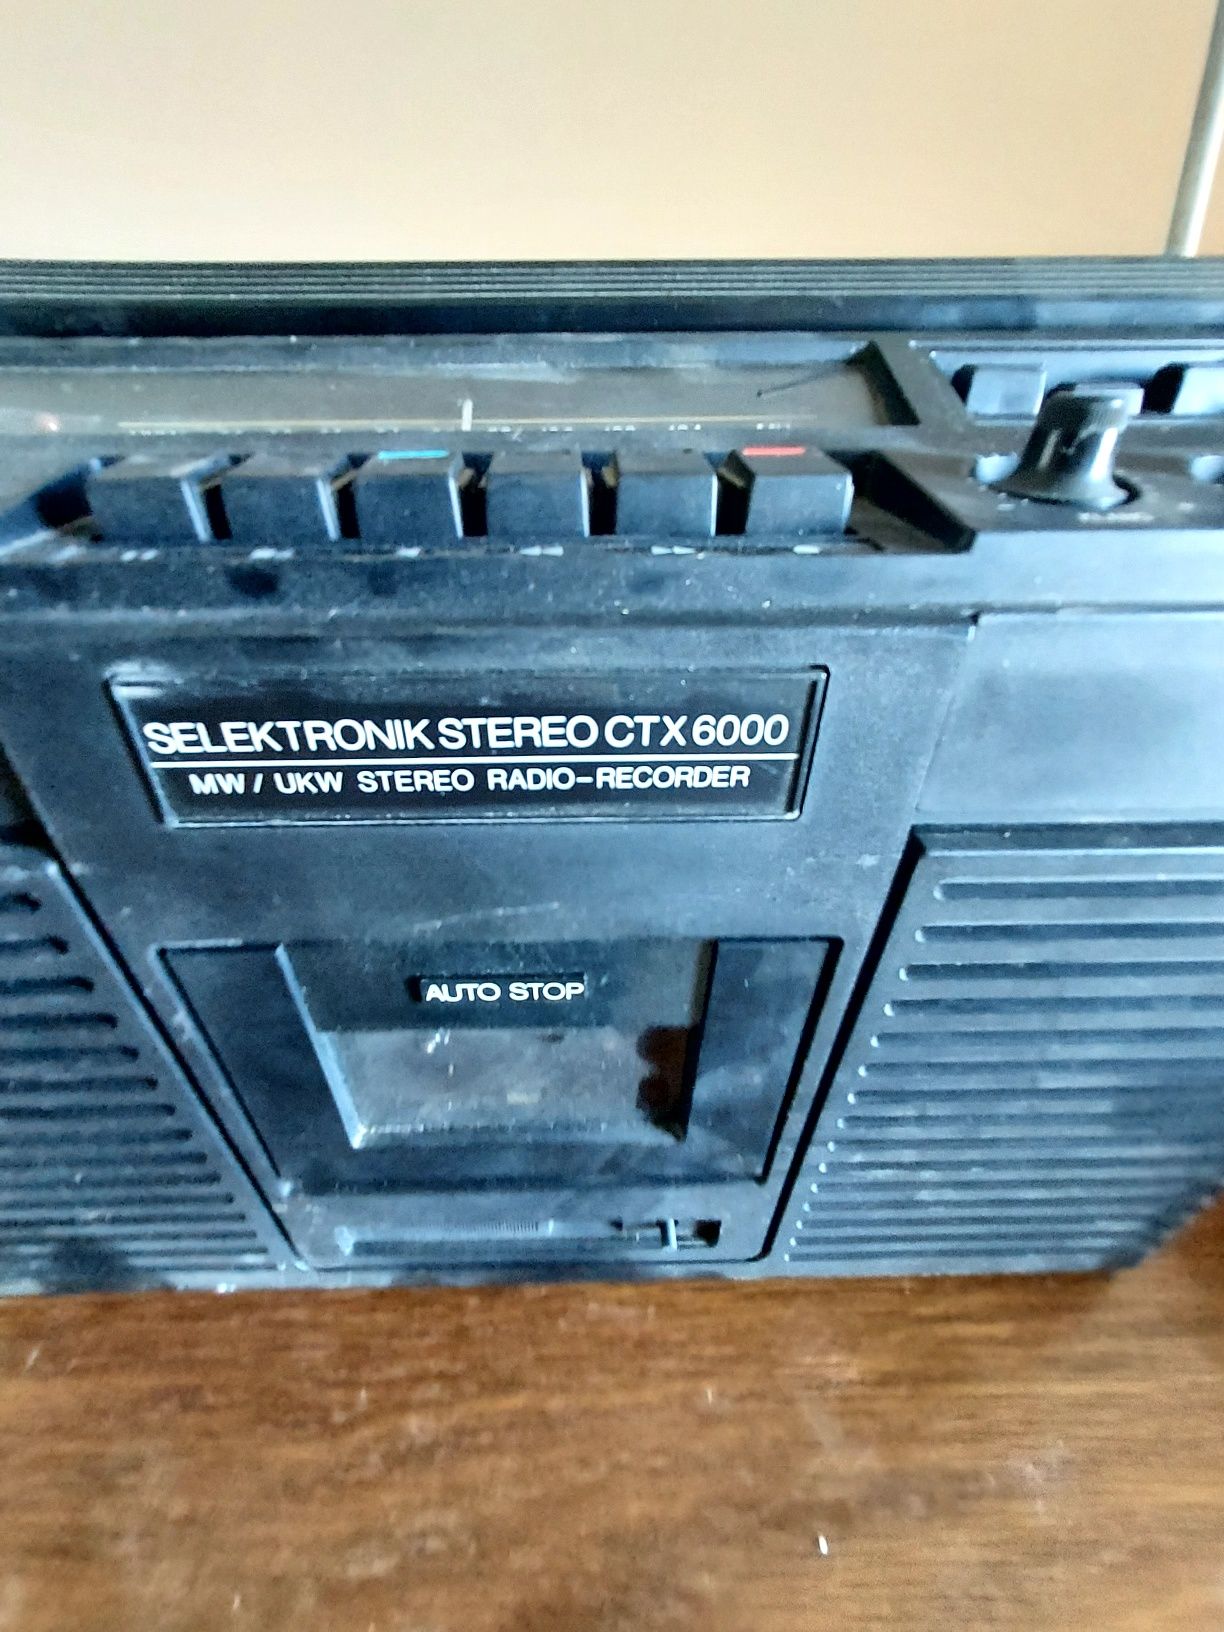 SELEKTRONIK STEREO CTX 6000
MW / UKW STEREO RADIO-RECORDER
AUTO STOP